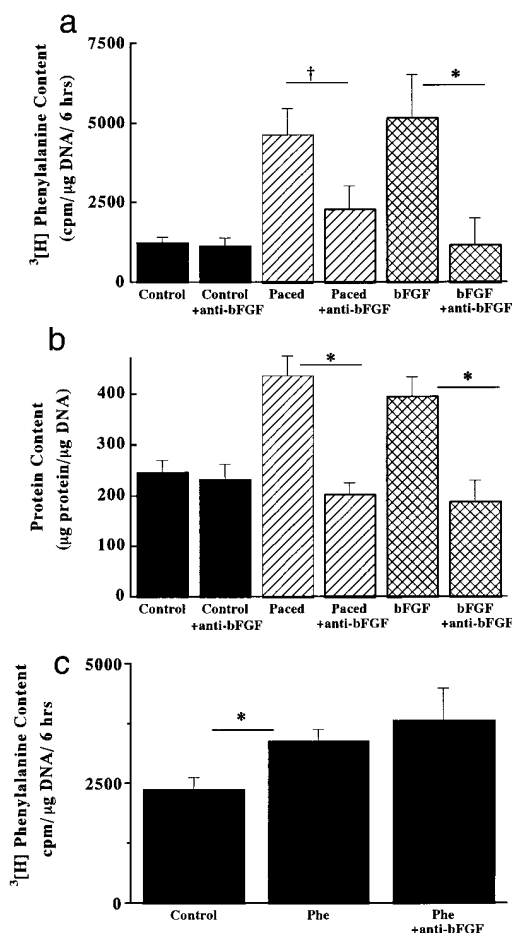 a
³[H] Phenylalanine Content
(cpm/µg DNA/ 6 hrs)
7500
5000
2500
0
†
*
Control
Control
+anti-bFGF
Paced
Paced
+anti-bFGF
bFGF
bFGF
+anti-bFGF
b
Protein Content
(µg protein/µg DNA)
400
300
200
100
0
*
*
Control
Control
+anti-bFGF
Paced
Paced
+anti-bFGF
bFGF
bFGF
+anti-bFGF
c
³[H] Phenylalanine Content
cpm/µg DNA/ 6 hrs
5000
2500
0
*
Control
Phe
Phe
+anti-bFGF